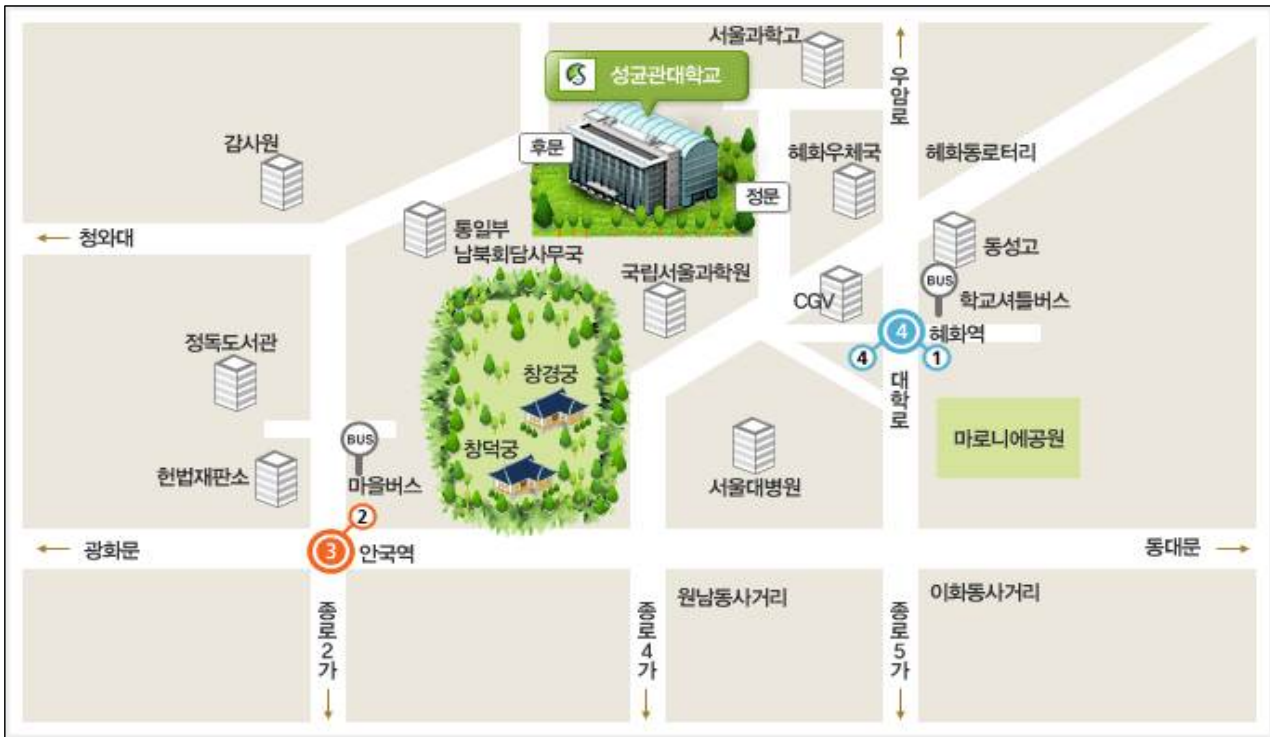 서울과학고
성균관대학교
우암로
감사원
후문
혜화우체국
혜화동로터리
정문
통일부
남북회담사무국
청와대
동성고
국립서울과학원
CGV
BUS
학교셔틀버스
4
혜화역
4
1
정독도서관
창경궁
대학로
마로니에공원
BUS
창덕궁
헌법재판소
마을버스
서울대병원
2
광화문
3
안국역
동대문
종로2가
종로4가
원남동사거리
종로5가
이화동사거리